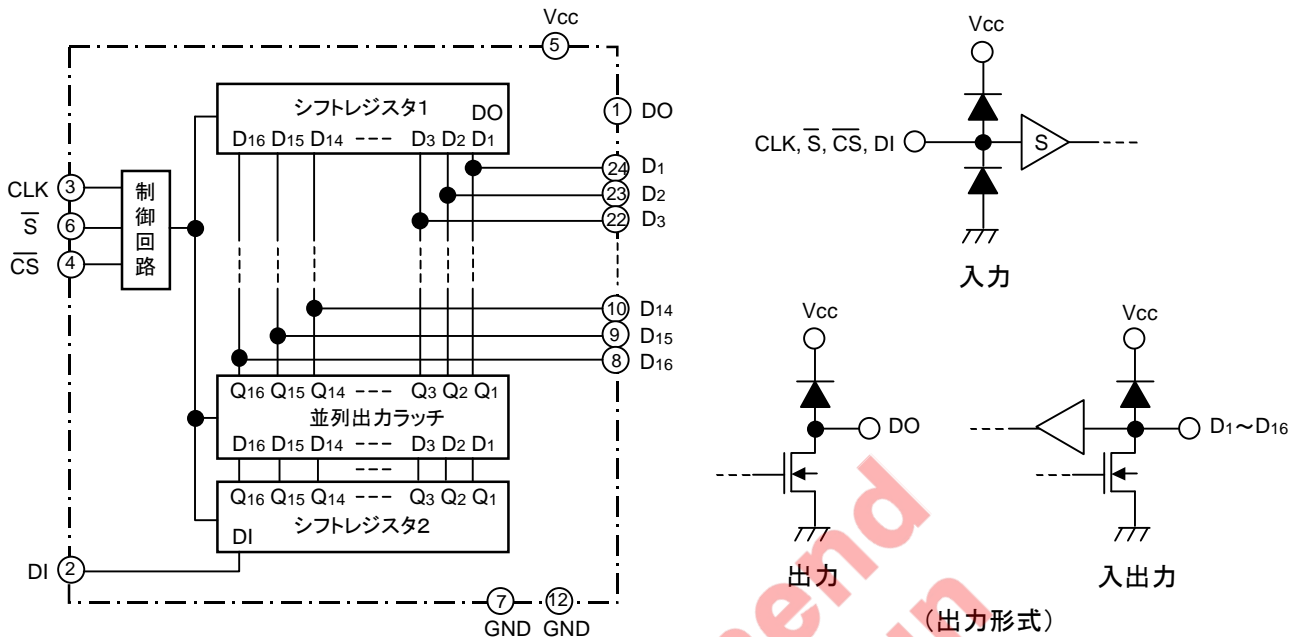 Vcc
5
シフトレジスタ1
DO
D16 D15 D14 --- D3 D2 D1
1 DO
24 D1
23 D2
22 D3
CLK 3
S̅ 6
C̅S̅ 4
制御回路
10 D14
9 D15
8 D16
Q16 Q15 Q14 --- Q3 Q2 Q1
並列出力ラッチ
D16 D15 D14 --- D3 D2 D1
---
Q16 Q15 Q14 --- Q3 Q2 Q1
シフトレジスタ2
DI
DI 2
7 12
GND GND
Vcc
CLK, S̅, C̅S̅, DI
S
入力
Vcc
DO
出力
Vcc
D1～D16
入出力
(出力形式)
end